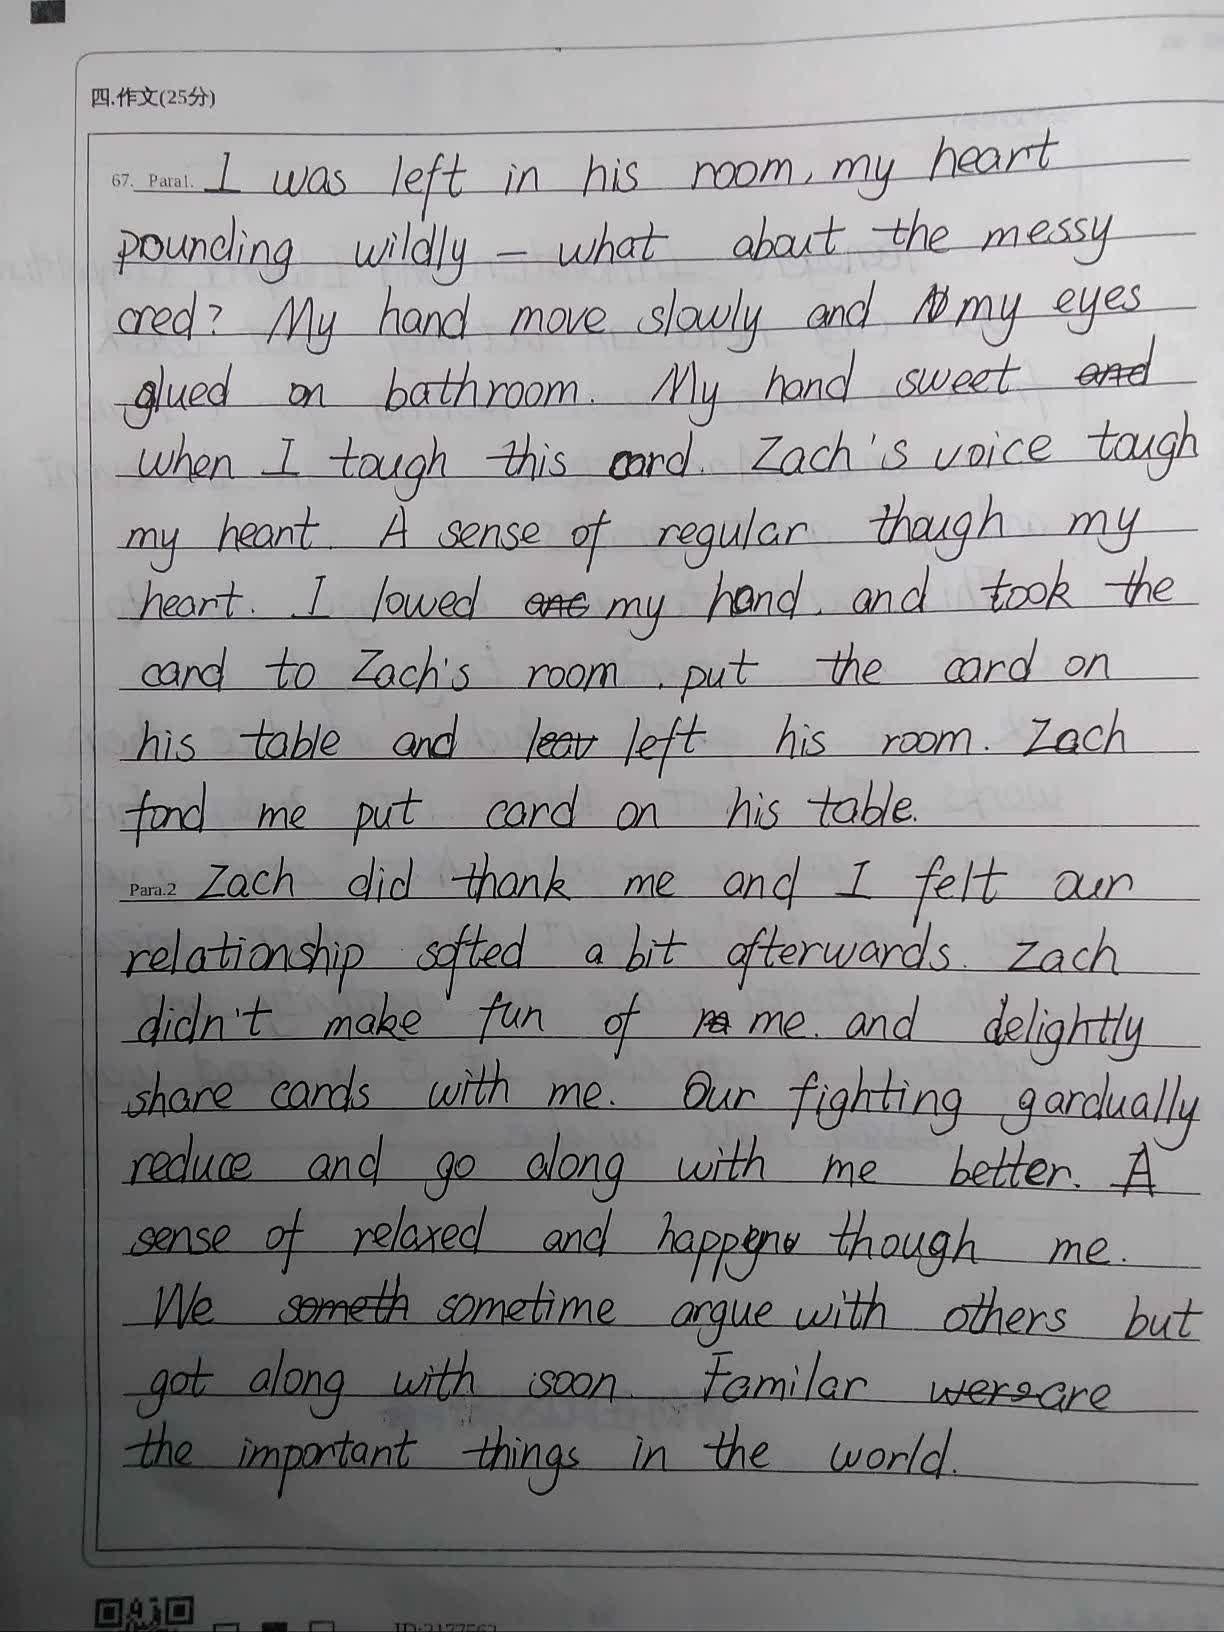 四.作文(25分)
67. Para1. I was left in his room, my heart
pounding wildly – what about the messy
cred? My hand move slowly and my eyes
glued on bathroom. My hand sweet and
when I tough this card. Zach's voice tough
my heart. A sense of regular though my
heart. I lowed one my hand, and took the
card to Zach's room, put the card on
his table and leav left his room. Zach
fond me put card on his table.
Para.2 Zach did thank me and I felt our
relationship softed a bit afterwards. Zach
didn't make fun of me. and delightly
share cards with me. Our fighting gardually
reduce and go along with me better. A
sense of relaxed and though me.
We someth sometime argue with others but
got along with soon. Familar are
the important things in the world.